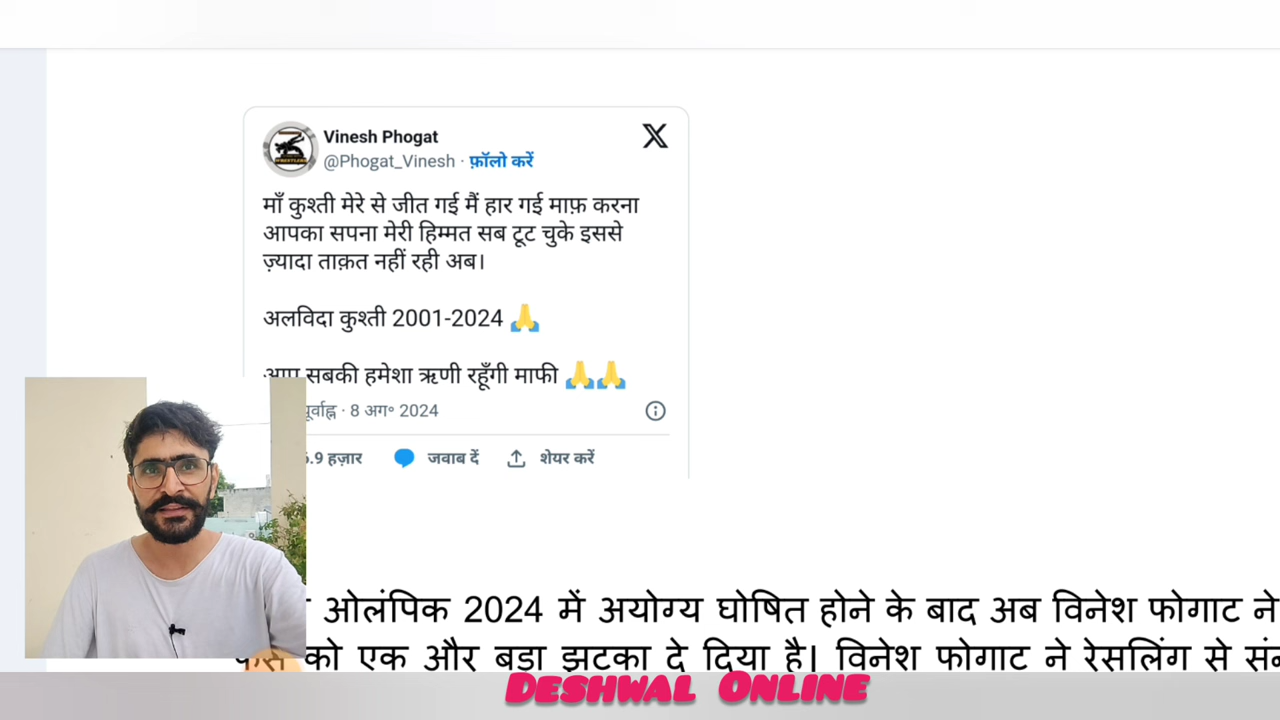 Vinesh Phogat
@Phogat_Vinesh · फ़ॉलो करें
माँ कुश्ती मेरे से जीत गई मैं हार गई माफ़ करना
आपका सपना मेरी हिम्मत सब टूट चुके इससे
ज़्यादा ताक़त नहीं रही अब।
अलविदा कुश्ती 2001-2024 🙏
सबकी हमेशा ऋणी रहूँगी माफी 🙏🙏
· 8 अग॰ 2024
हज़ार जवाब दें शेयर करें
ओलंपिक 2024 में अयोग्य घोषित होने के बाद अब विनेश फोगाट ने
को एक और बड़ा झटका दे दिया है। विनेश फोगाट ने रेसलिंग से
DESHWAL ONLINE